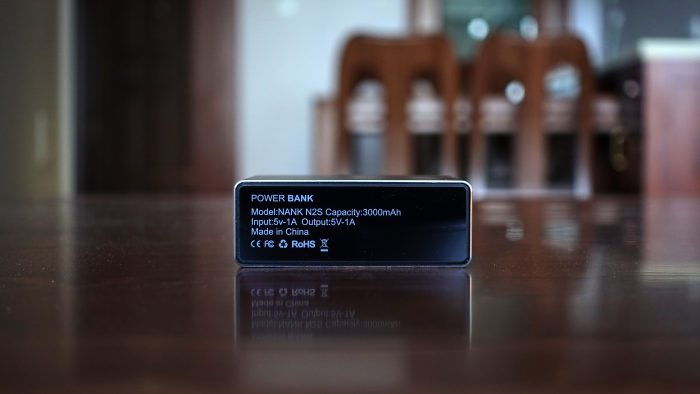 POWER BANK
Model:NANK N2S Capacity:3000mAh
Input:5v-1A Output:5V-1A
Made in China
CE FC RoHS